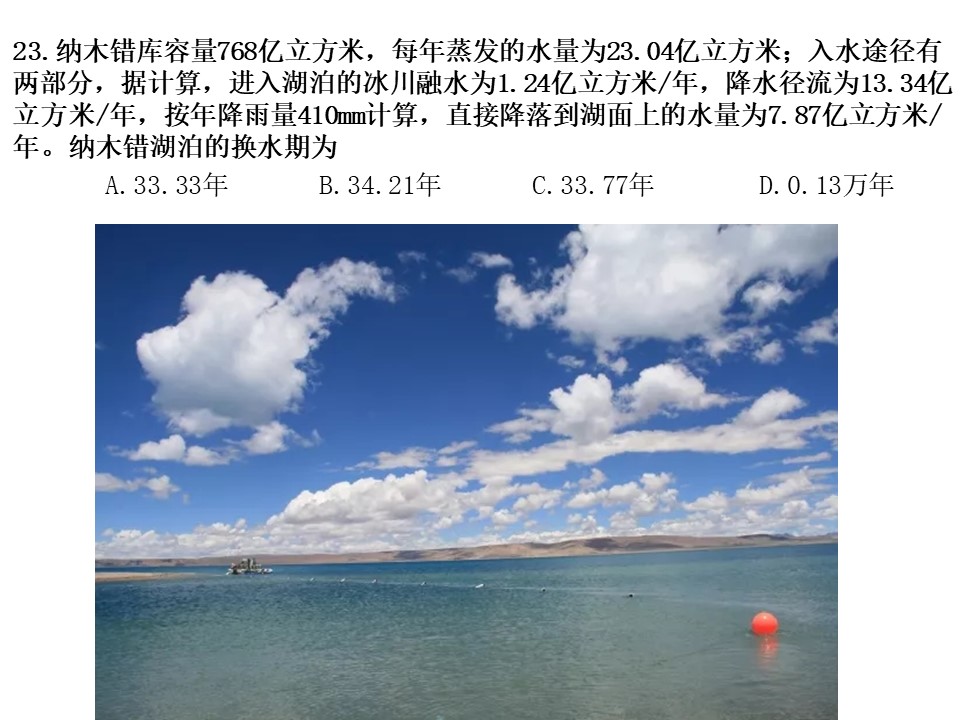 23.纳木错库容量768亿立方米，每年蒸发的水量为23.04亿立方米；入水途径有
两部分，据计算，进入湖泊的冰川融水为1.24亿立方米/年，降水径流为13.34亿
立方米/年，按年降雨量410mm计算，直接降落到湖面上的水量为7.87亿立方米/
年。纳木错湖泊的换水期为
A.33.33年 B.34.21年 C.33.77年 D.0.13万年